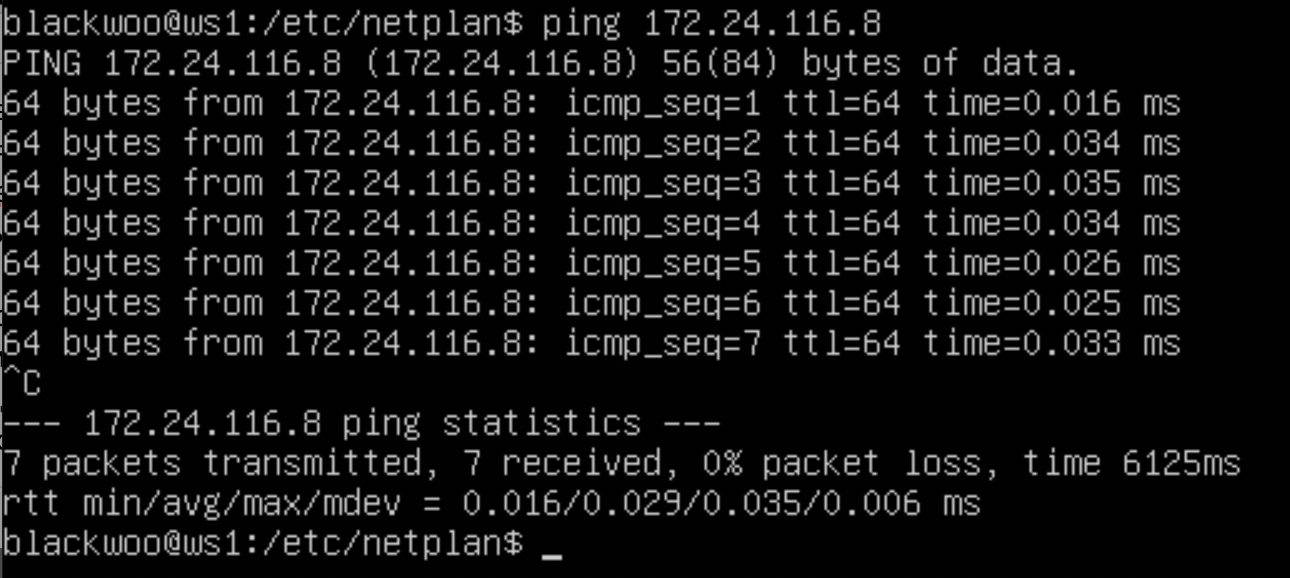 blackwoo@ws1:/etc/netplan$ ping 172.24.116.8
PING 172.24.116.8 (172.24.116.8) 56(84) bytes of data.
64 bytes from 172.24.116.8: icmp_seq=1 ttl=64 time=0.016 ms
64 bytes from 172.24.116.8: icmp_seq=2 ttl=64 time=0.034 ms
64 bytes from 172.24.116.8: icmp_seq=3 ttl=64 time=0.035 ms
64 bytes from 172.24.116.8: icmp_seq=4 ttl=64 time=0.034 ms
64 bytes from 172.24.116.8: icmp_seq=5 ttl=64 time=0.026 ms
64 bytes from 172.24.116.8: icmp_seq=6 ttl=64 time=0.025 ms
64 bytes from 172.24.116.8: icmp_seq=7 ttl=64 time=0.033 ms
^C
--- 172.24.116.8 ping statistics ---
7 packets transmitted, 7 received, 0% packet loss, time 6125ms
rtt min/avg/max/mdev = 0.016/0.029/0.035/0.006 ms
blackwoo@ws1:/etc/netplan$ _